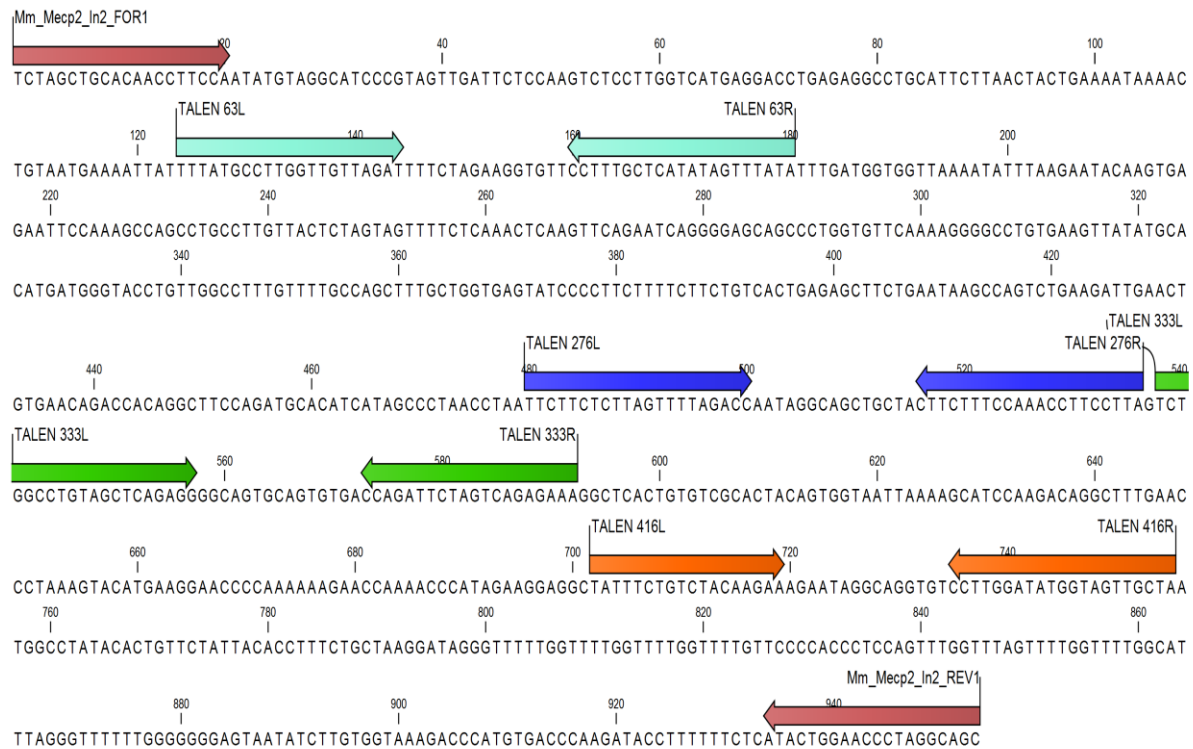 Mm_Mecp2_In2_FOR1
20 40 60 80 100
TCTAGCTGCACAACCTTCCAATATGTAGGCATCCCGTAGTTGATTCTCCAAGTCTCCTTGGTCATGAGGACCTGAGAGGCCTGCATTCTTAACTACTGAAAATAAAAC
TALEN 63L TALEN 63R
120 140 160 180 200
TGTAATGAAAATTATTTTATGCCTTGGTTGTTAGATTTTCTAGAAGGTGTTCCTTTGCTCATATAGTTTATATTTGATGGTGGTTAAAATATTTAAGAATACAAGTGA
220 240 260 280 300 320
GAATTCCAAAGCCAGCCTGCCTTGTTACTCTAGTAGTTTTCTCAAACTCAAGTTCAGAATCAGGGGAGCAGCCCTGGTGTTCAAAAGGGGCCTGTGAAGTTATATGCA
340 360 380 400 420
CATGATGGGTACCTGTTGGCCTTTGTTTTGCCAGCTTTGCTGGTGAGTATCCCCTTCTTTTCTTCTGTCACTGAGAGCTTCTGAATAAGCCAGTCTGAAGATTGAACT
TALEN 333L
TALEN 276L TALEN 276R
440 460 480 500 520 540
GTGAACAGACCACAGGCTTCCAGATGCACATCATAGCCCTAACCTAATTCTTCTCTTAGTTTTAGACCAATAGGCAGCTGCTACTTCTTTCCAAACCTTCCTTAGTCT
TALEN 333L TALEN 333R
560 580 600 620 640
GGCCTGTAGCTCAGAGGGGCAGTGCAGTGTGACCAGATTCTAGTCAGAGAAAGGCTCACTGTGTCGCACTACAGTGGTAATTAAAAGCATCCAAGACAGGCTTTGAAC
TALEN 416L TALEN 416R
660 680 700 720 740
CCTAAAGTACATGAAGGAACCCCAAAAAAGAACCAAAACCCATAGAAGGAGGCTATTTCTGTCTACAAGAAAGAATAGGCAGGTGTCCTTGGATATGGTAGTTGCTAA
760 780 800 820 840 860
TGGCCTATACACTGTTCTATTACACCTTTCTGCTAAGGATAGGGTTTTTGGTTTTGGTTTTGGTTTTGTTCCCCACCCTCCAGTTTGGTTTAGTTTTGGTTTTGGCAT
Mm_Mecp2_In2_REV1
880 900 920 940
TTAGGGTTTTTTGGGGGGGAGTAATATCTTGTGGTAAAGACCCATGTGACCCAAGATACCTTTTTTTCTCATACTGGAACCCTAGGCAGC